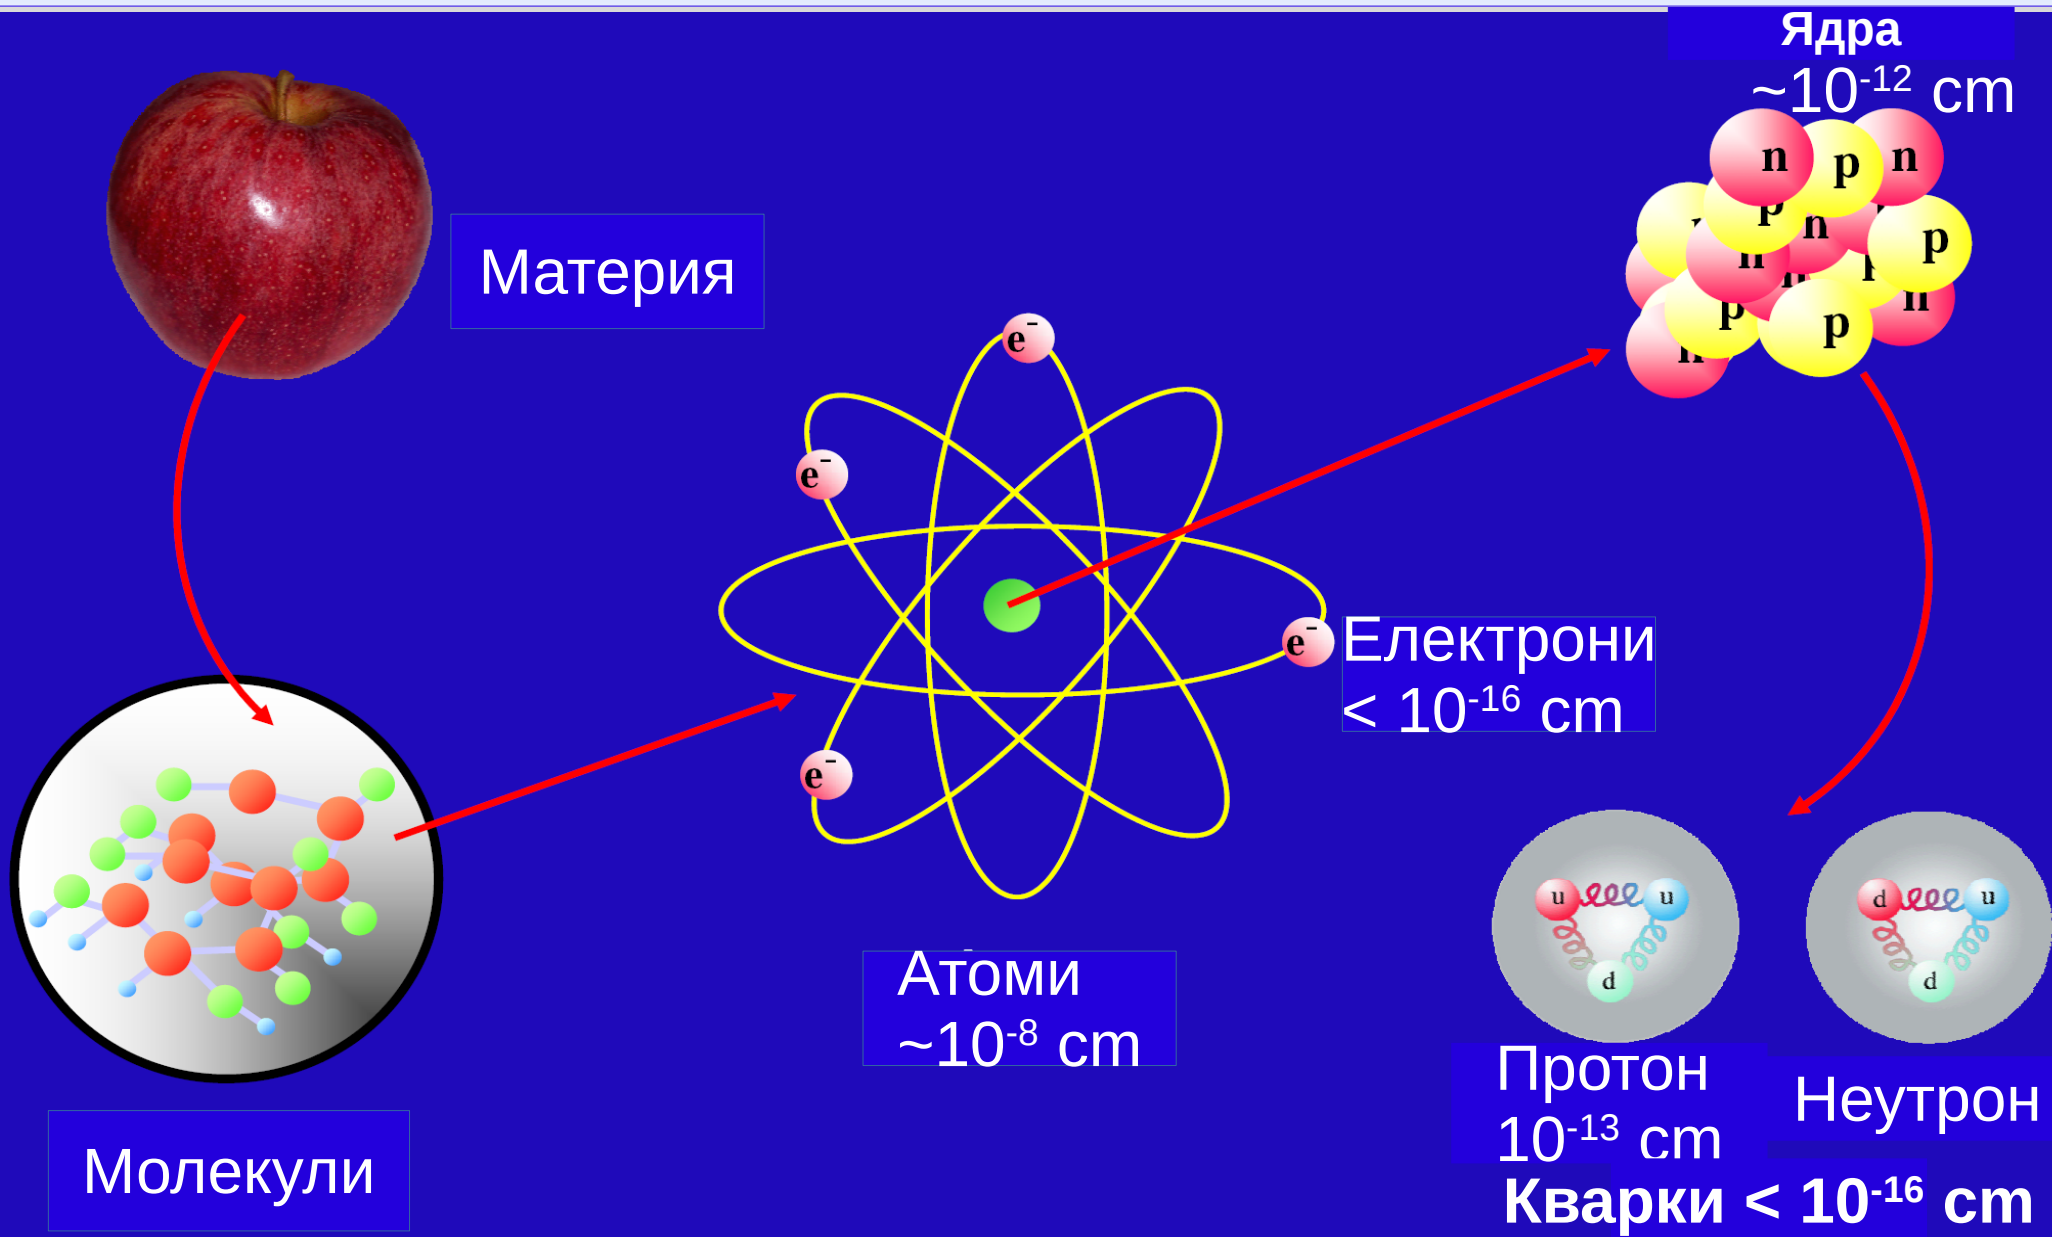 Ядра
~10⁻¹² cm
n p n
p n p
n n p n
p p
n
Материя
e⁻
e⁻
e⁻
e⁻
Електрони
< 10⁻¹⁶ cm
Атоми
~10⁻⁸ cm
Молекули
u u
d
d u
d
Протон
10⁻¹³ cm
Неутрон
Кварки < 10⁻¹⁶ cm